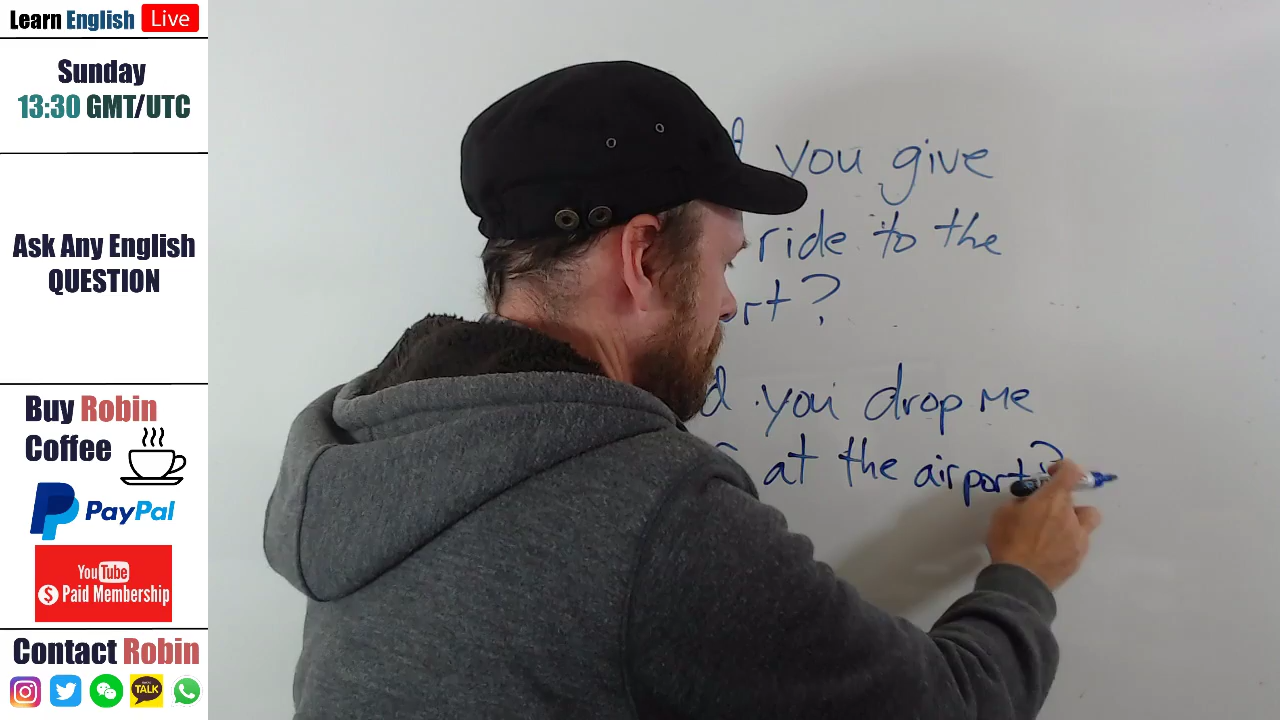 Learn English Live
Sunday
13:30 GMT/UTC
Ask Any English
QUESTION
Buy Robin
Coffee
PayPal
YouTube
$ Paid Membership
Contact Robin
TALK
you give
ride to the
rt?
d you drop me
at the airport?